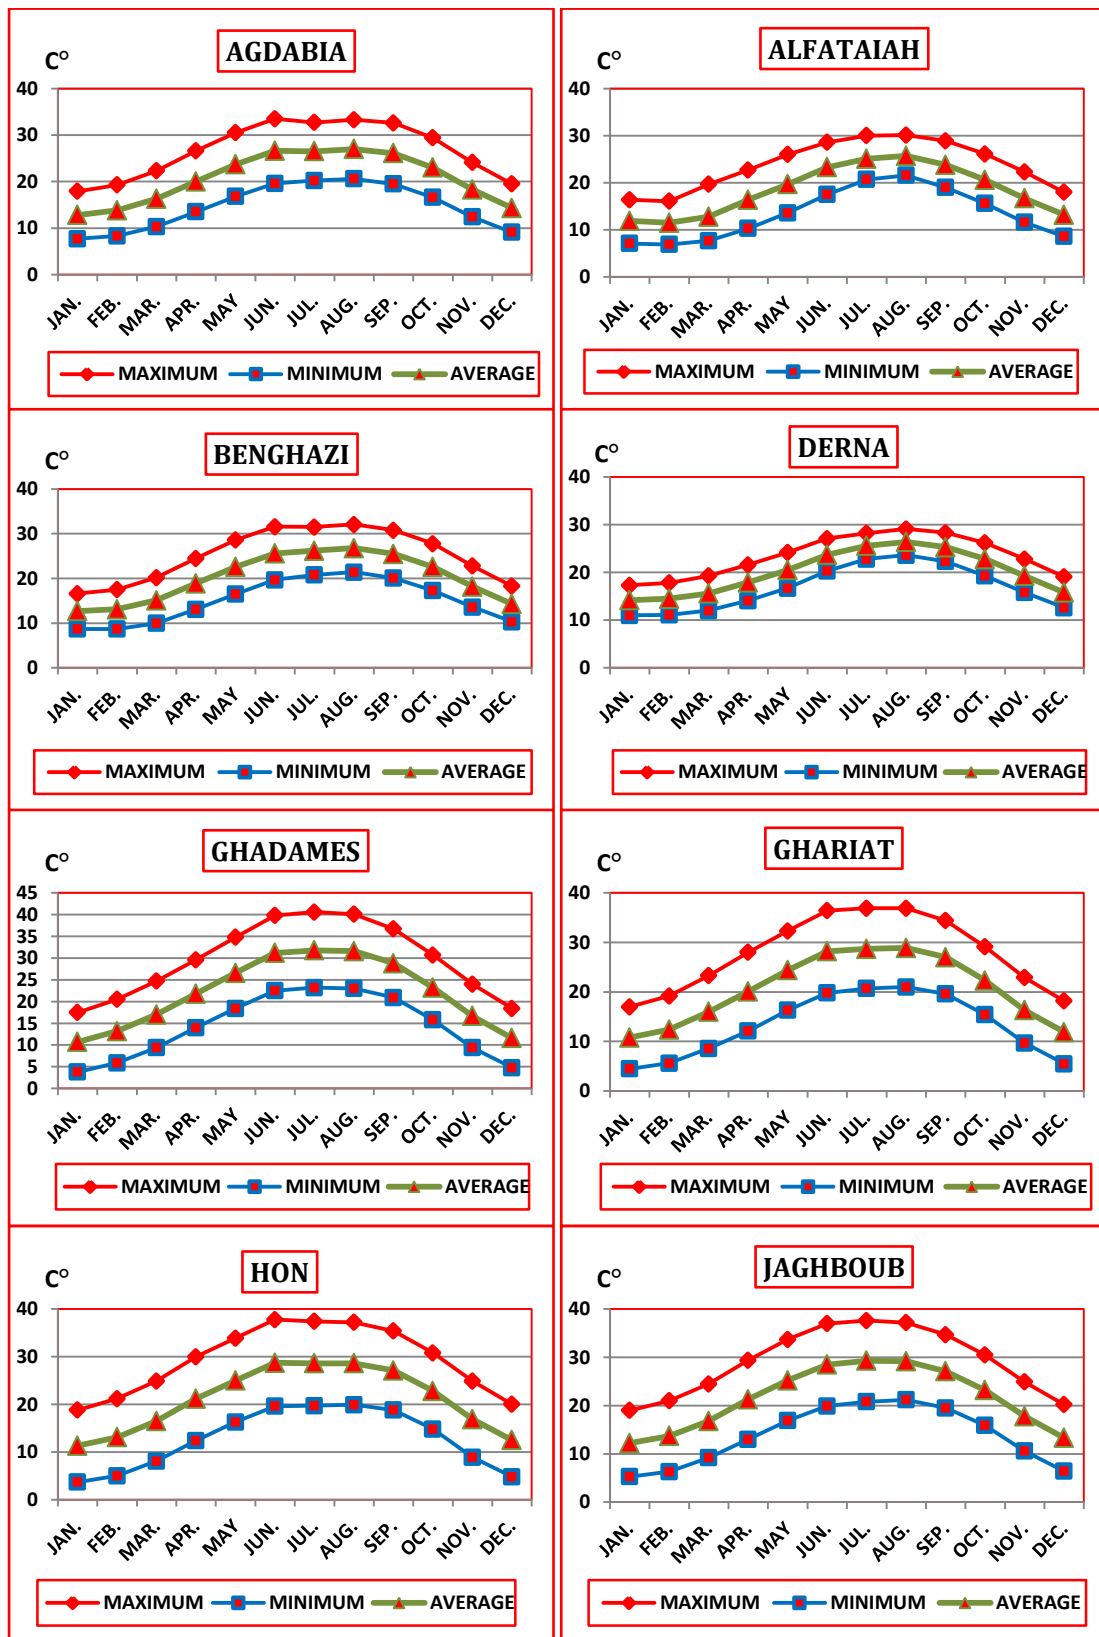 AGDABIA
C°
40
30
20
10
0
JAN. FEB. MAR. APR. MAY JUN. JUL. AUG. SEP. OCT. NOV. DEC.
MAXIMUM MINIMUM AVERAGE
ALFATAIAH
C°
40
30
20
10
0
JAN. FEB. MAR. APR. MAY JUN. JUL. AUG. SEP. OCT. NOV. DEC.
MAXIMUM MINIMUM AVERAGE
BENGHAZI
C°
40
30
20
10
0
JAN. FEB. MAR. APR. MAY JUN. JUL. AUG. SEP. OCT. NOV. DEC.
MAXIMUM MINIMUM AVERAGE
DERNA
C°
40
30
20
10
0
JAN. FEB. MAR. APR. MAY JUN. JUL. AUG. SEP. OCT. NOV. DEC.
MAXIMUM MINIMUM AVERAGE
GHADAMES
C°
45
40
35
30
25
20
15
10
5
0
JAN. FEB. MAR. APR. MAY JUN. JUL. AUG. SEP. OCT. NOV. DEC.
MAXIMUM MINIMUM AVERAGE
GHARIAT
C°
40
30
20
10
0
JAN. FEB. MAR. APR. MAY JUN. JUL. AUG. SEP. OCT. NOV. DEC.
MAXIMUM MINIMUM AVERAGE
HON
C°
40
30
20
10
0
JAN. FEB. MAR. APR. MAY JUN. JUL. AUG. SEP. OCT. NOV. DEC.
MAXIMUM MINIMUM AVERAGE
JAGHBOUB
C°
40
30
20
10
0
JAN. FEB. MAR. APR. MAY JUN. JUL. AUG. SEP. OCT. NOV. DEC.
MAXIMUM MINIMUM AVERAGE